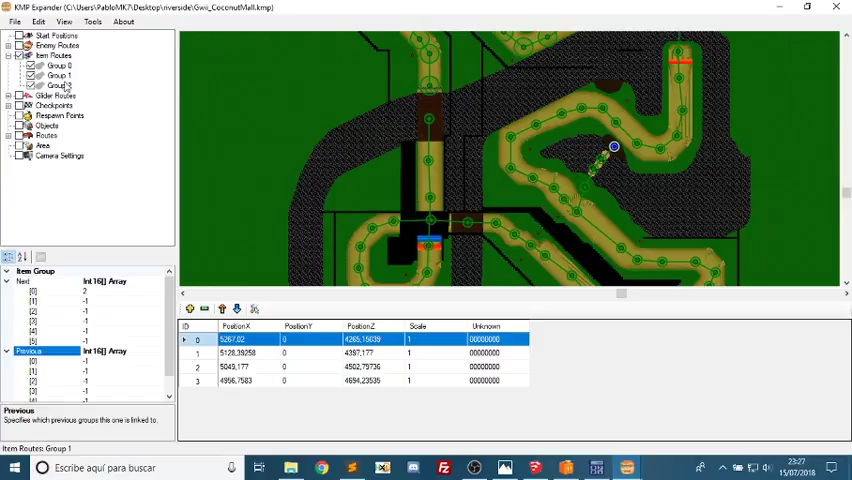 KMP Expander (C:\Users\PabloMK7\Desktop\riverside\Gwii_CoconutMall.kmp)
File Edit View Tools About
Start Positions
Enemy Routes
Item Routes
Group 0
Group 1
Group
Glider Routes
Checkpoints
Respawn Points
Objects
Routes
Area
Camera Settings
Item Group
Next Int16[] Array
[0] 2
[1] -1
[2] -1
[3] -1
[4] -1
[5] -1
Previous Int16[] Array
[0] -1
[1] -1
[2] -1
[3] -1
[4] -1
Previous
Specifies which previous groups this one is linked to.
ID PositionX PositionY PositionZ Scale Unknown
0 5267,02 0 4265,15039 1 00000000
1 5128,39258 0 4397,177 1 00000000
2 5049,177 0 4502,79736 1 00000000
3 4956,7583 0 4694,23535 1 00000000
Item Routes: Group 1
Escribe aquí para buscar
23:27
15/07/2018